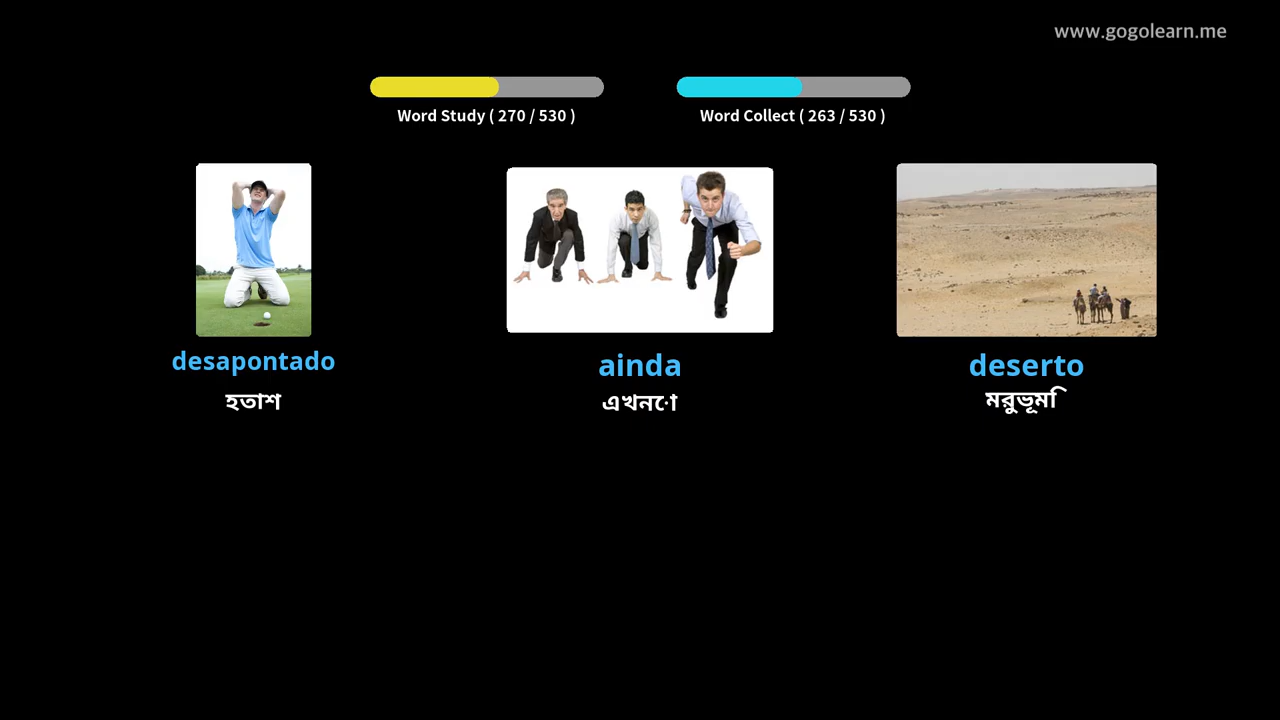 www.gogolearn.me
Word Study ( 270 / 530 )
Word Collect ( 263 / 530 )
desapontado
ainda
deserto
হতাশ
এখনো
মরুভূমি